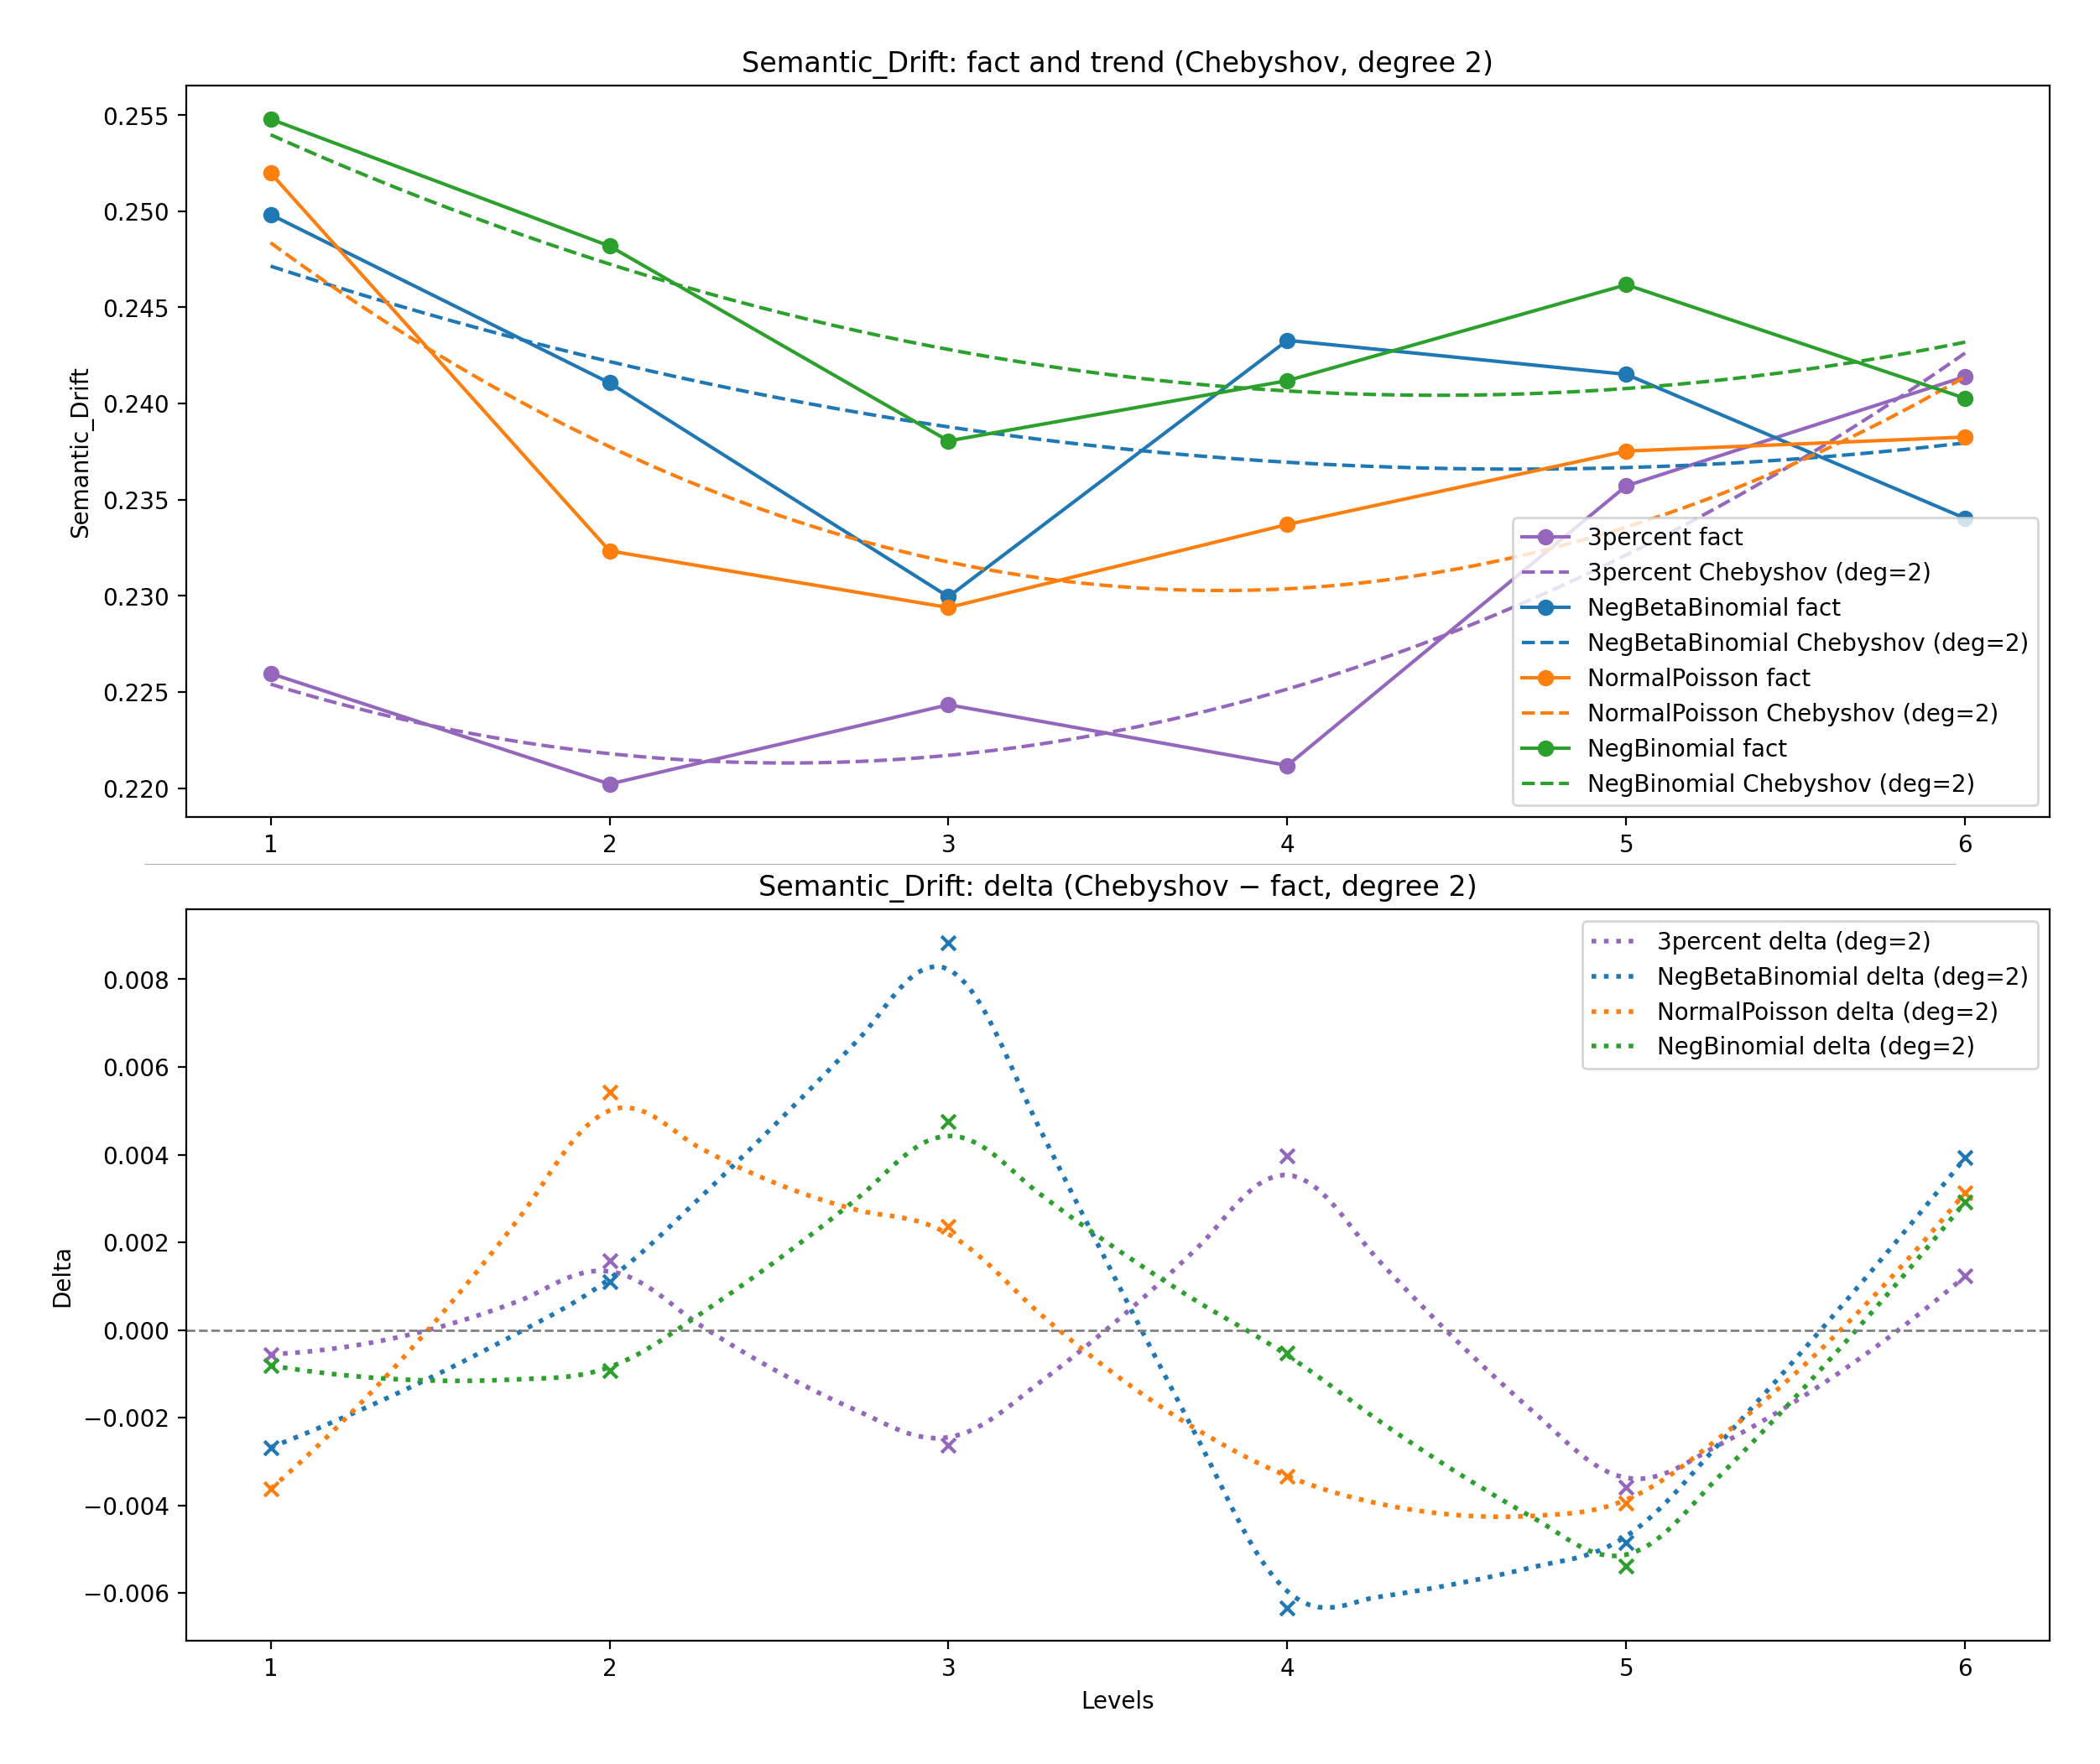 Semantic_Drift: fact and trend (Chebyshov, degree 2)
Semantic_Drift
0.255
0.250
0.245
0.240
0.235
0.230
0.225
0.220
1 2 3 4 5 6
3percent fact
3percent Chebyshov (deg=2)
NegBetaBinomial fact
NegBetaBinomial Chebyshov (deg=2)
NormalPoisson fact
NormalPoisson Chebyshov (deg=2)
NegBinomial fact
NegBinomial Chebyshov (deg=2)
Semantic_Drift: delta (Chebyshov − fact, degree 2)
Delta
0.008
0.006
0.004
0.002
0.000
−0.002
−0.004
−0.006
3percent delta (deg=2)
NegBetaBinomial delta (deg=2)
NormalPoisson delta (deg=2)
NegBinomial delta (deg=2)
1 2 3 4 5 6
Levels